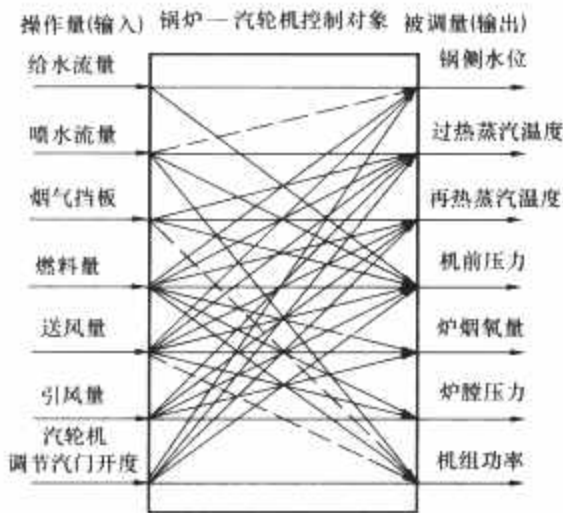 操作量(输入) 锅炉—汽轮机控制对象 被调量(输出)
给水流量 锅侧水位
喷水流量 过热蒸汽温度
烟气挡板 再热蒸汽温度
燃料量 机前压力
送风量 炉烟氧量
引风量 炉膛压力
汽轮机
调节汽门开度 机组功率